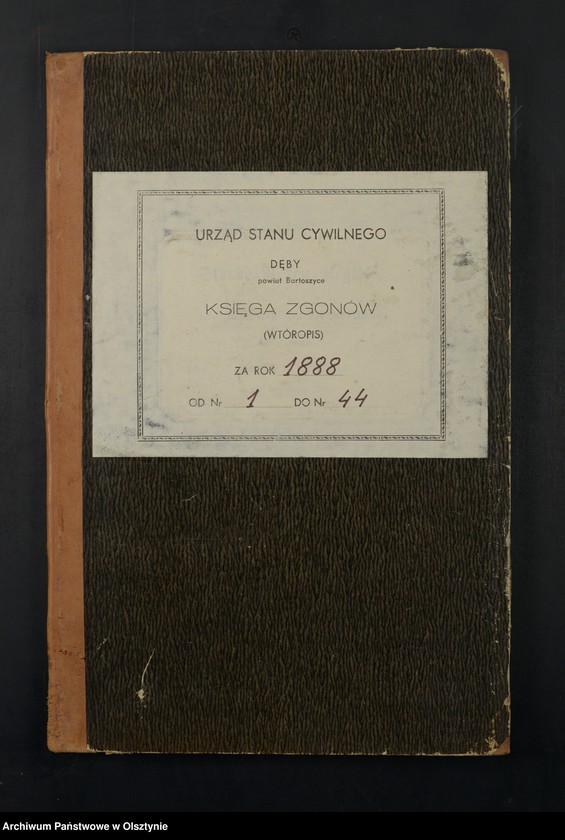 URZĄD STANU CYWILNEGO
DĘBY
powiat Bartoszyce
KSIĘGA ZGONÓW
(WTÓROPIS)
ZA ROK 1888
OD Nr 1 DO Nr 44
Archiwum Państwowe w Olsztynie